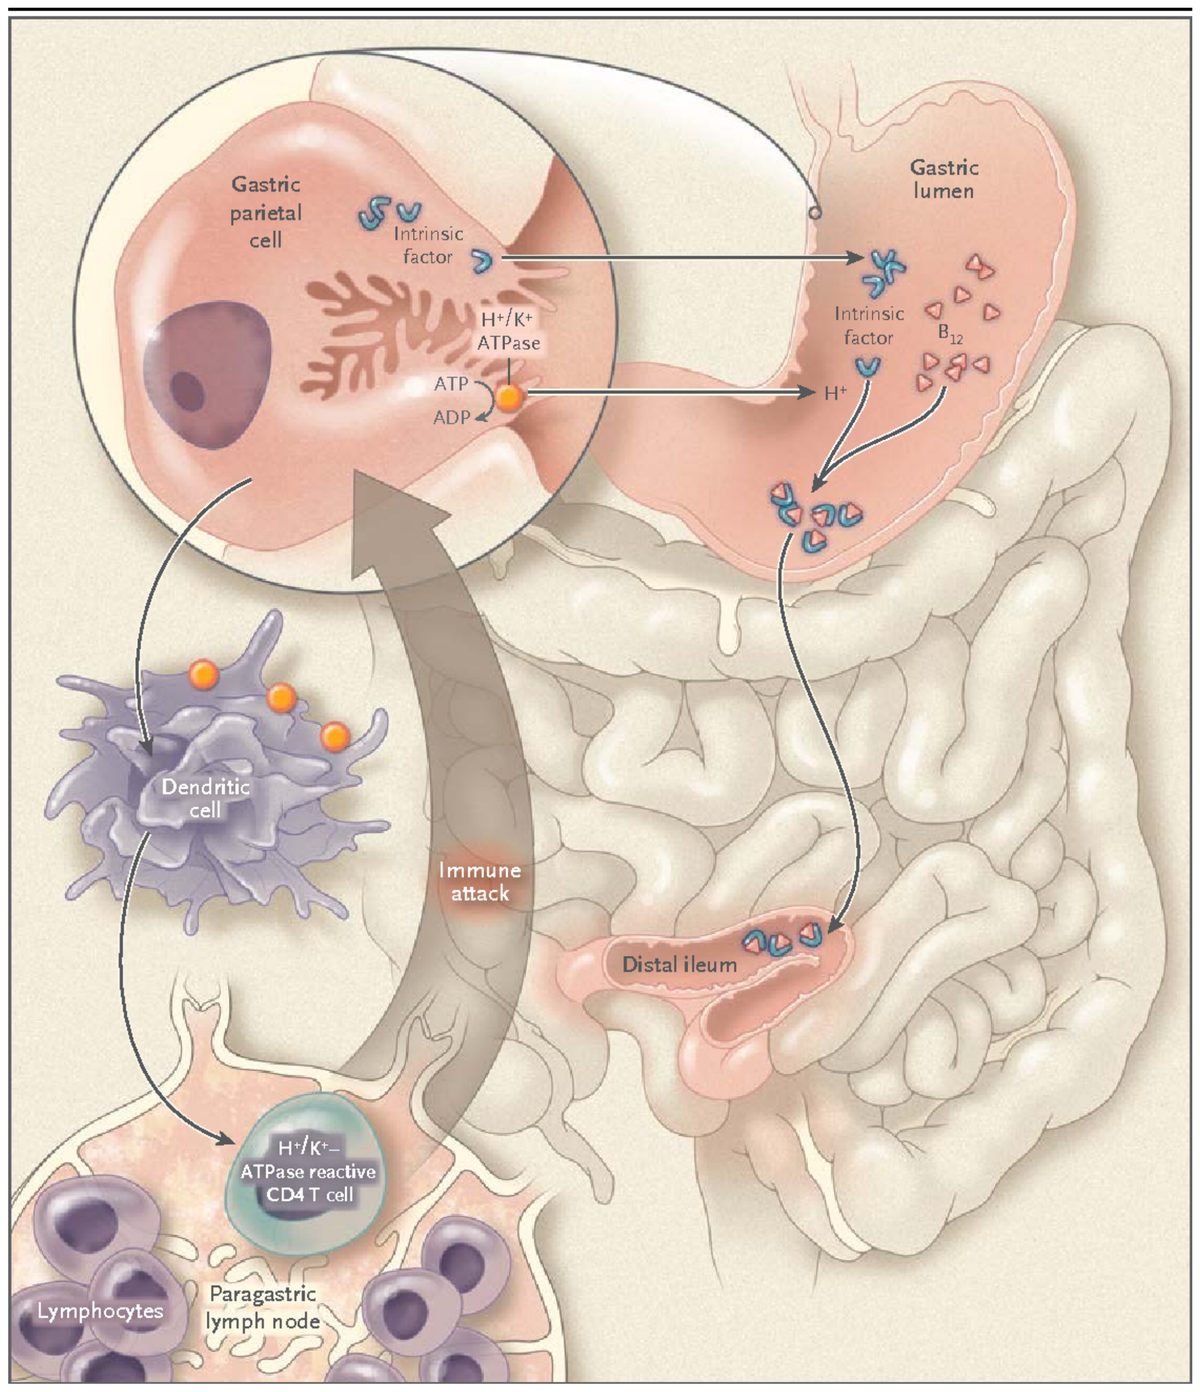 Gastric
parietal
cell
Intrinsic
factor
H⁺/K⁺
ATPase
ATP
ADP
Gastric
lumen
Intrinsic
factor
B₁₂
H⁺
Dendritic
cell
Immune
attack
Distal ileum
H⁺/K⁺–
ATPase reactive
CD4 T cell
Lymphocytes
Paragastric
lymph node